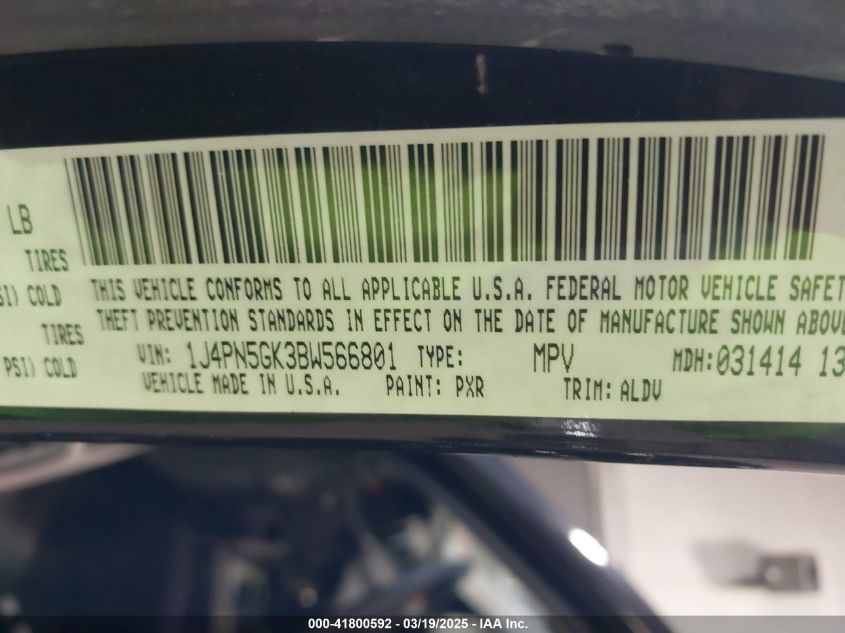 LB
TIRES
SI) COLD
THIS VEHICLE CONFORMS TO ALL APPLICABLE U.S.A. FEDERAL MOTOR VEHICLE SAFET
THEFT PREVENTION STANDARDS IN EFFECT ON THE DATE OF MANUFACTURE SHOWN ABOVE
TIRES
PSI) COLD
VIN: 1J4PN5GK3BW566801 TYPE: MPV MDH:031414 13
VEHICLE MADE IN U.S.A. PAINT: PXR TRIM: ALDV
000-41800592 - 03/19/2025 - IAA Inc.